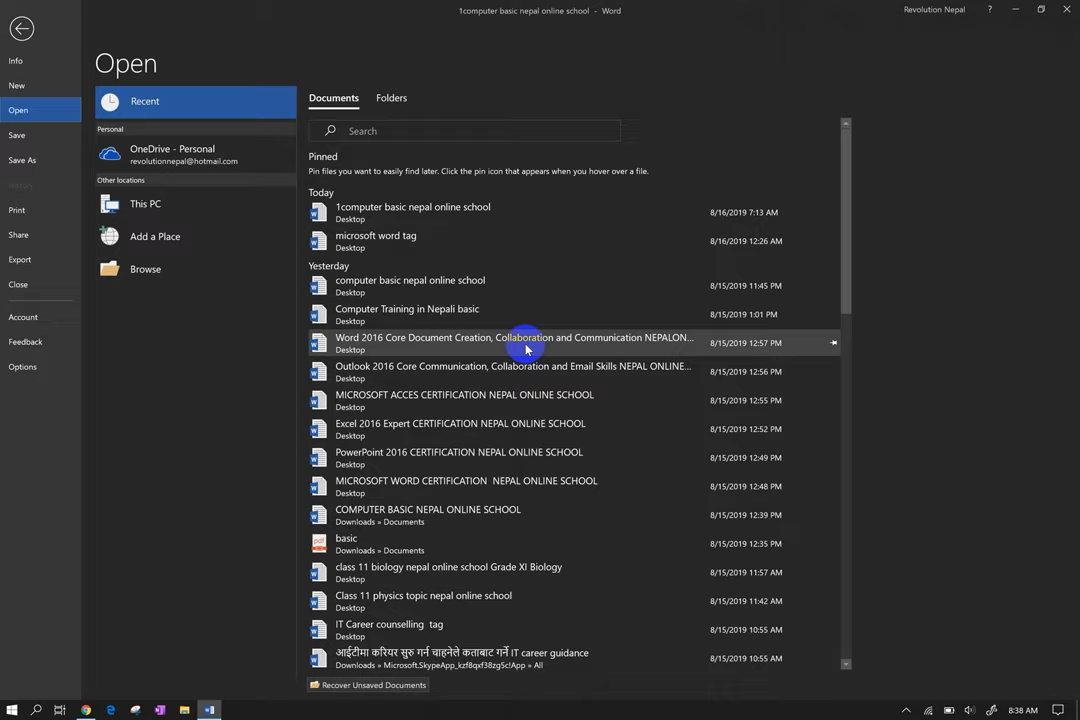 1computer basic nepal online school - Word
Revolution Nepal
?
Info
New
Open
Save
Save As
History
Print
Share
Export
Close
Account
Feedback
Options
Open
Recent
Personal
OneDrive - Personal
revolutionnepal@hotmail.com
Other locations
This PC
Add a Place
Browse
Documents Folders
Search
Pinned
Pin files you want to easily find later. Click the pin icon that appears when you hover over a file.
Today
1computer basic nepal online school 8/16/2019 7:13 AM
Desktop
microsoft word tag 8/16/2019 12:26 AM
Desktop
Yesterday
computer basic nepal online school 8/15/2019 11:45 PM
Desktop
Computer Training in Nepali basic 8/15/2019 1:01 PM
Desktop
Word 2016 Core Document Creation, Collaboration and Communication NEPALON... 8/15/2019 12:57 PM
Desktop
Outlook 2016 Core Communication, Collaboration and Email Skills NEPAL ONLINE... 8/15/2019 12:56 PM
Desktop
MICROSOFT ACCES CERTIFICATION NEPAL ONLINE SCHOOL 8/15/2019 12:55 PM
Desktop
Excel 2016 Expert CERTIFICATION NEPAL ONLINE SCHOOL 8/15/2019 12:52 PM
Desktop
PowerPoint 2016 CERTIFICATION NEPAL ONLINE SCHOOL 8/15/2019 12:49 PM
Desktop
MICROSOFT WORD CERTIFICATION NEPAL ONLINE SCHOOL 8/15/2019 12:48 PM
Desktop
COMPUTER BASIC NEPAL ONLINE SCHOOL 8/15/2019 12:39 PM
Downloads » Documents
basic 8/15/2019 12:35 PM
Downloads » Documents
class 11 biology nepal online school Grade XI Biology 8/15/2019 11:57 AM
Desktop
Class 11 physics topic nepal online school 8/15/2019 11:42 AM
Desktop
IT Career counselling tag 8/15/2019 10:55 AM
Desktop
आईटीमा करियर सुरु गर्न चाहनेले कताबाट गर्ने IT career guidance 8/15/2019 10:55 AM
Downloads » Microsoft.SkypeApp_kzf8qxf38zg5c!App » All
Recover Unsaved Documents
8:38 AM